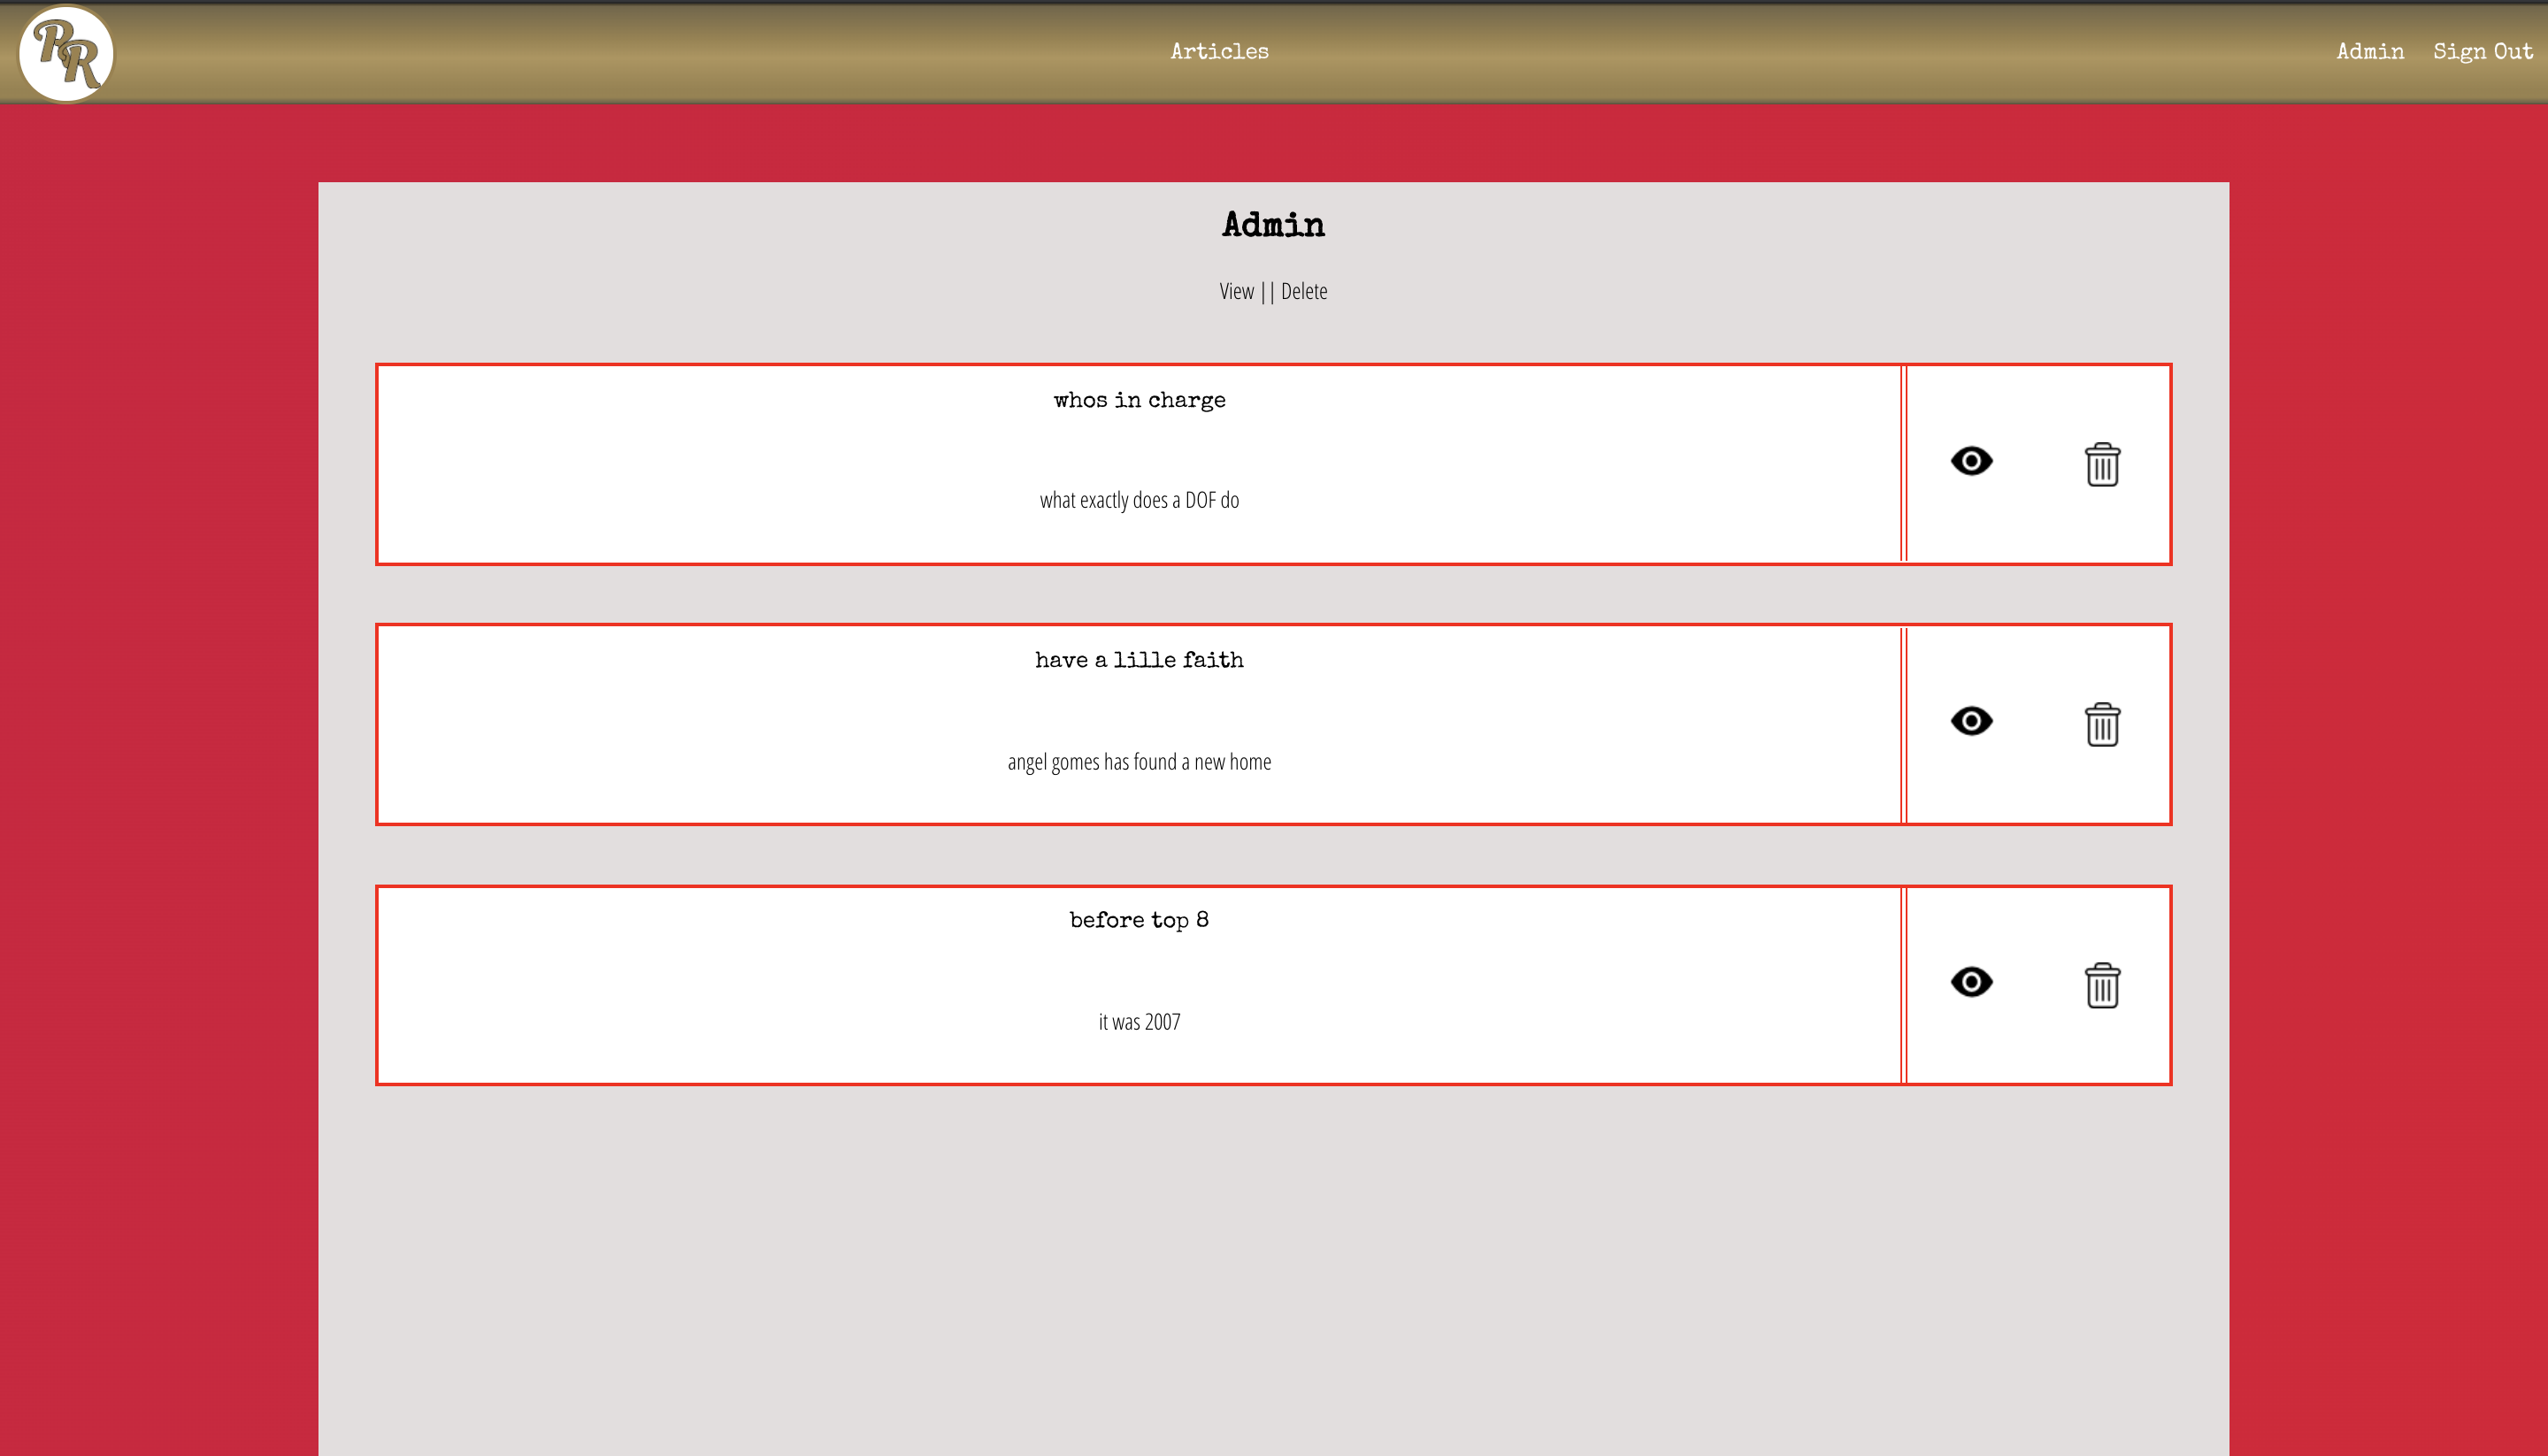 RR
Articles
Admin Sign Out
Admin
View || Delete
whos in charge
what exactly does a DOF do
have a lille faith
angel gomes has found a new home
before top 8
it was 2007